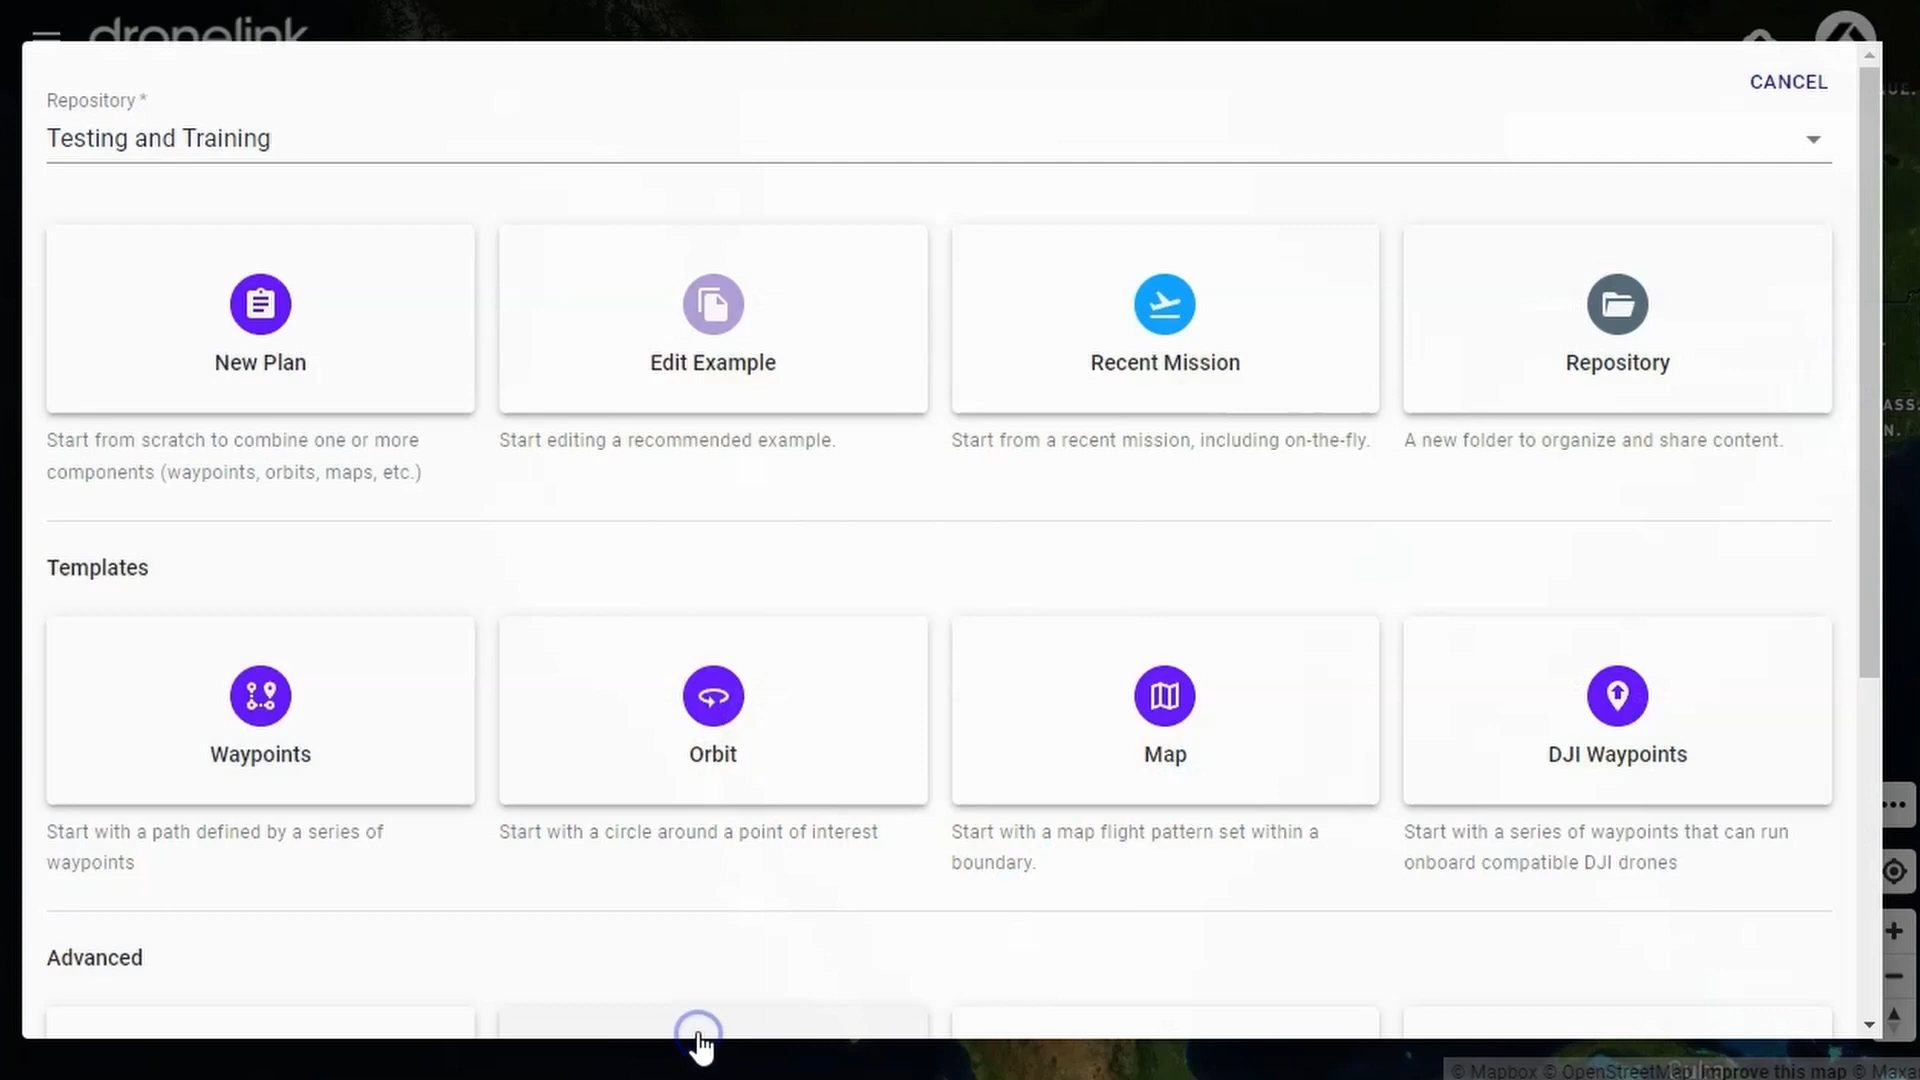 dronelink
CANCEL
Repository *
Testing and Training
New Plan
Edit Example
Recent Mission
Repository
Start from scratch to combine one or more
components (waypoints, orbits, maps, etc.)
Start editing a recommended example.
Start from a recent mission, including on-the-fly.
A new folder to organize and share content.
Templates
Waypoints
Orbit
Map
DJI Waypoints
Start with a path defined by a series of
waypoints
Start with a circle around a point of interest
Start with a map flight pattern set within a
boundary.
Start with a series of waypoints that can run
onboard compatible DJI drones
Advanced
© Mapbox © OpenStreetMap Improve this map ©